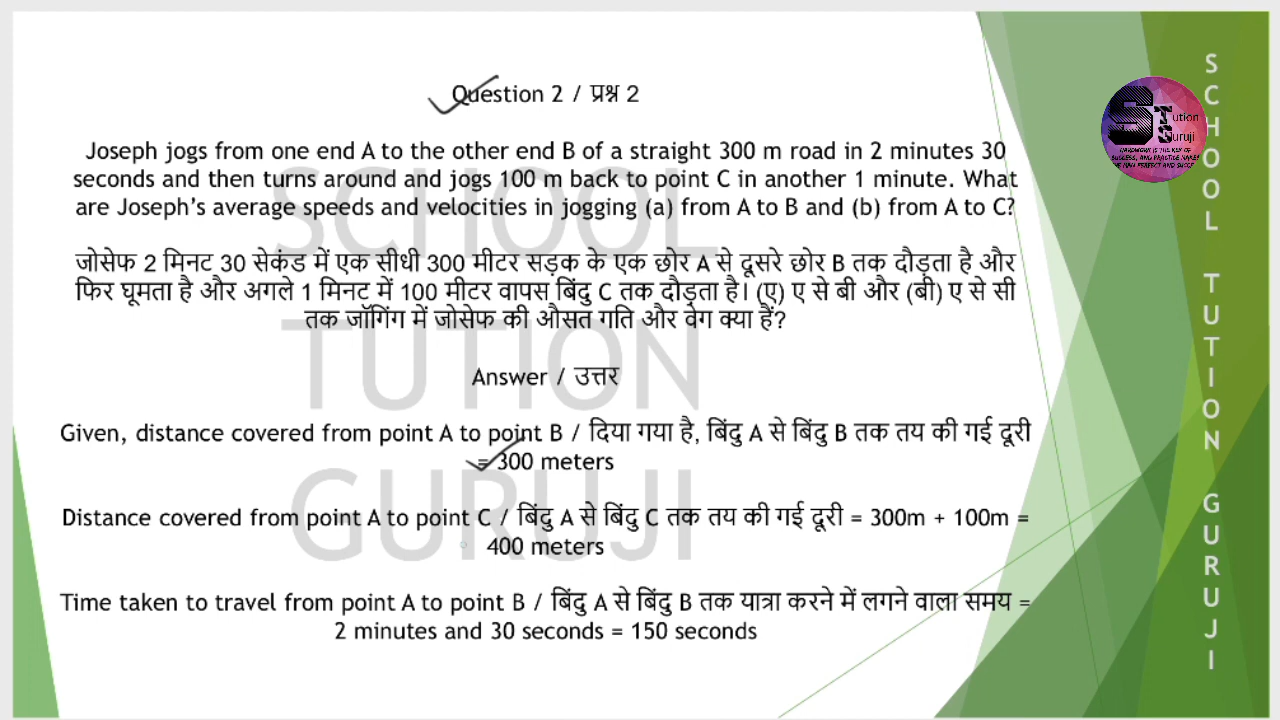 Question 2 / प्रश्न 2
Joseph jogs from one end A to the other end B of a straight 300 m road in 2 minutes 30
seconds and then turns around and jogs 100 m back to point C in another 1 minute. What
are Joseph’s average speeds and velocities in jogging (a) from A to B and (b) from A to C?
जोसेफ 2 मिनट 30 सेकंड में एक सीधी 300 मीटर सड़क के एक छोर A से दूसरे छोर B तक दौड़ता है और
फिर घूमता है और अगले 1 मिनट में 100 मीटर वापस बिंदु C तक दौड़ता है। (ए) ए से बी और (बी) ए से सी
तक जॉगिंग में जोसेफ की औसत गति और वेग क्या हैं?
Answer / उत्तर
Given, distance covered from point A to point B / दिया गया है, बिंदु A से बिंदु B तक तय की गई दूरी
= 300 meters
Distance covered from point A to point C / बिंदु A से बिंदु C तक तय की गई दूरी = 300m + 100m =
400 meters
Time taken to travel from point A to point B / बिंदु A से बिंदु B तक यात्रा करने में लगने वाला समय =
2 minutes and 30 seconds = 150 seconds
SCHOOL
TUTION
GURUJI
STG
ution
uruji
SCHOOL TUTION GURUJI